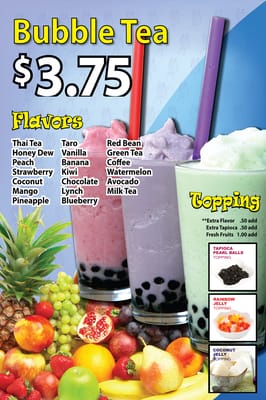 Bubble Tea
$3.75
Flavors
Thai Tea
Honey Dew
Peach
Strawberry
Coconut
Mango
Pineapple
Taro
Vanilla
Banana
Kiwi
Chocolate
Lynch
Blueberry
Red Bean
Green Tea
Coffee
Watermelon
Avocado
Milk Tea
Topping
**Extra Flavor .50 add
Extra Tapioca .50 add
Fresh Fruits 1.00 add
TAPIOCA
PEARL BALLS
TOPPING
RAINBOW
JELLY
TOPPING
COCONUT
JELLY
TOPPING